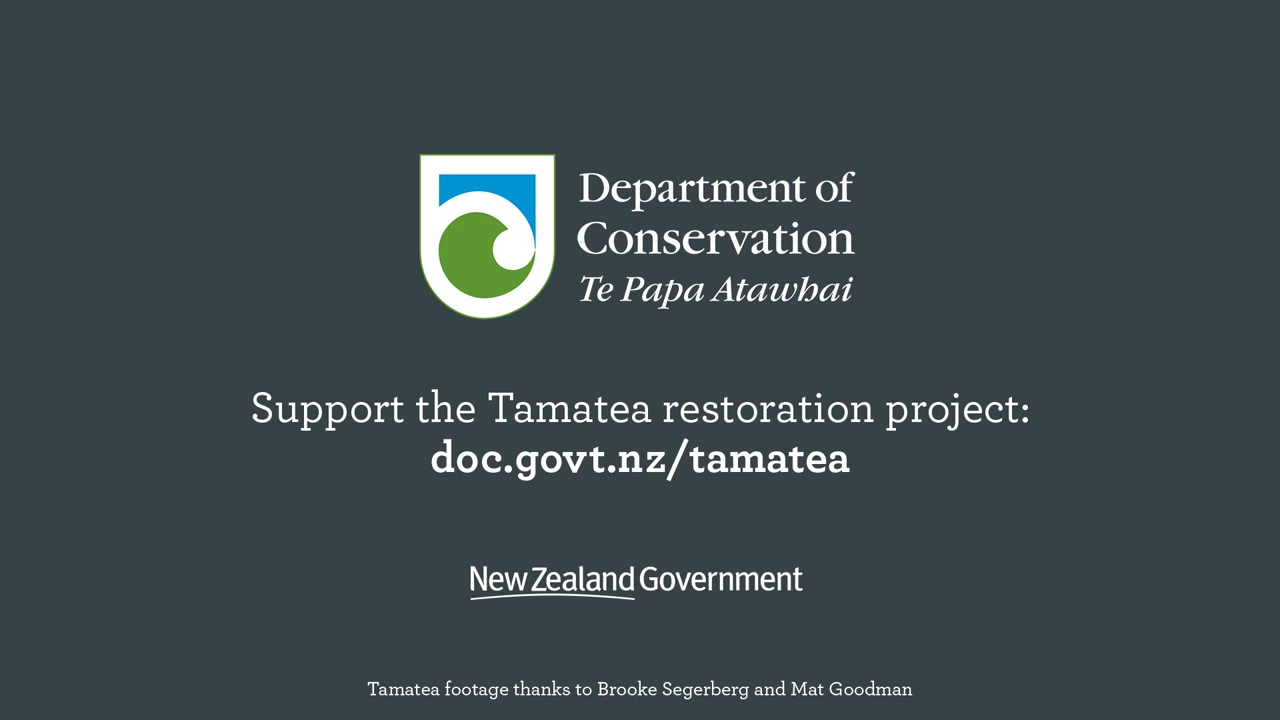 Department of
Conservation
Te Papa Atawhai
Support the Tamatea restoration project:
doc.govt.nz/tamatea
New Zealand Government
Tamatea footage thanks to Brooke Segerberg and Mat Goodman